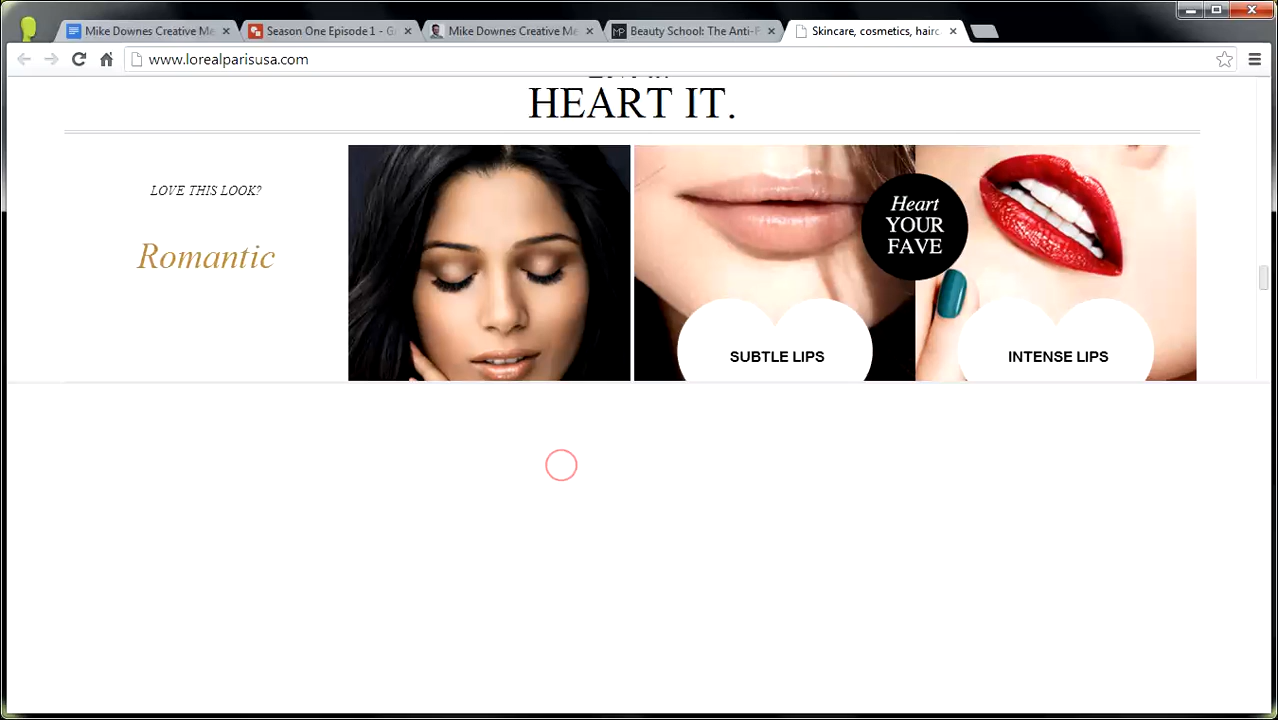 Mike Downes Creative Me
Season One Episode 1 - G
Mike Downes Creative Me
Beauty School: The Anti-F
Skincare, cosmetics, hairc
www.lorealparisusa.com
HEART IT.
LOVE THIS LOOK?
Romantic
Heart
YOUR
FAVE
SUBTLE LIPS
INTENSE LIPS